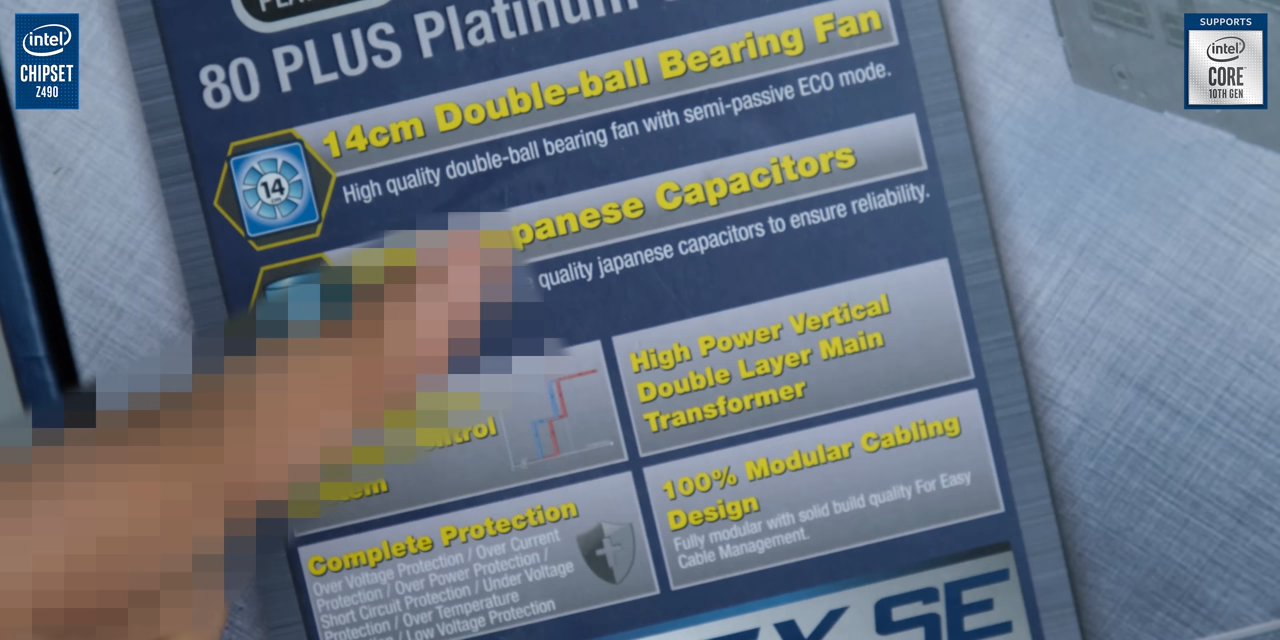 intel
CHIPSET
Z490
SUPPORTS
intel
CORE
10TH GEN
80 PLUS Platinum
14cm Double-ball Bearing Fan
14
High quality double-ball bearing fan with semi-passive ECO mode.
Capacitors
quality japanese capacitors to ensure reliability.
High Power Vertical
Double Layer Main
Transformer
100% Modular Cabling
Design
Fully modular with solid build quality For Easy
Cable Management.
Complete Protection
Over Voltage Protection / Over Current
Protection / Over Power Protection /
Short Circuit Protection / Under Voltage
Protection / Over Temperature
/ Low Voltage Protection
SE